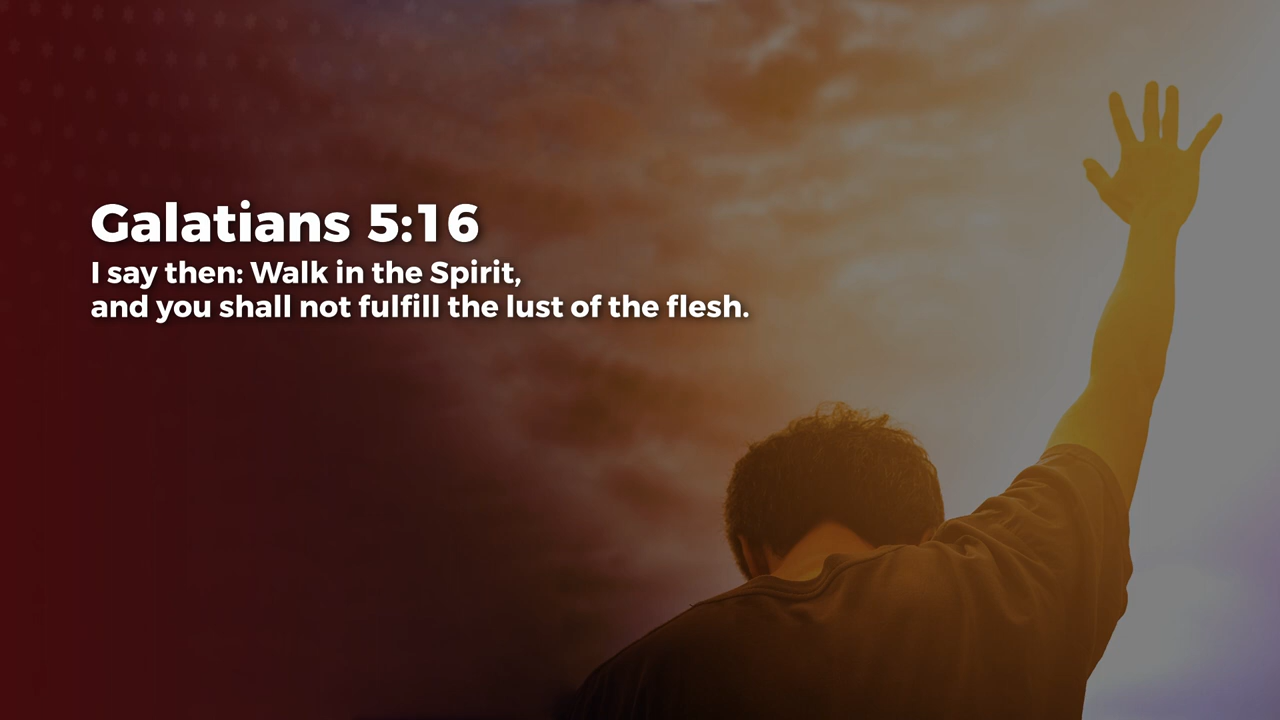 Galatians 5:16
I say then: Walk in the Spirit,
and you shall not fulfill the lust of the flesh.